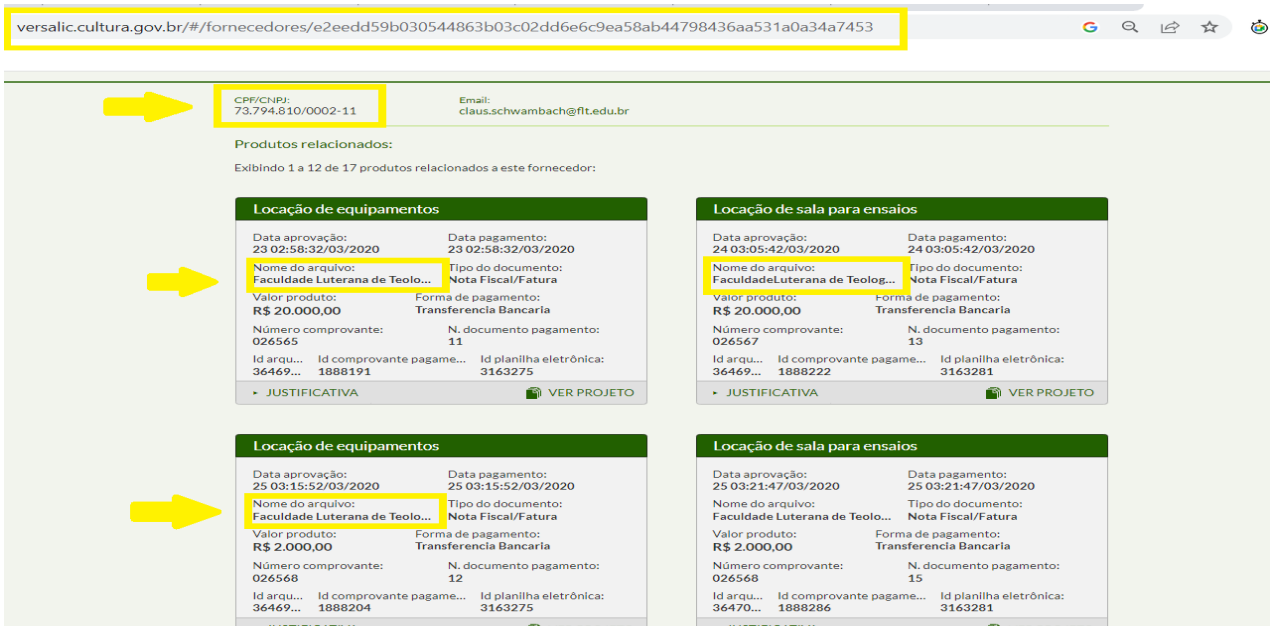 versalic.cultura.gov.br/#/fornecedores/e2eedd59b030544863b03c02dd6e6c9ea58ab44798436aa531a0a34a7453
CPF/CNPJ: Email:
73.794.810/0002-11 claus.schwambach@flt.edu.br
Produtos relacionados:
Exibindo 1 a 12 de 17 produtos relacionados a este fornecedor:
Locação de equipamentos
Data aprovação: Data pagamento:
23 02:58:32/03/2020 23 02:58:32/03/2020
Nome do arquivo: Tipo do documento:
Faculdade Luterana de Teolo... Nota Fiscal/Fatura
Valor produto: Forma de pagamento:
R$ 20.000,00 Transferencia Bancaria
Número comprovante: N. documento pagamento:
026565 11
Id arqu... Id comprovante pagame... Id planilha eletrônica:
36469... 1888191 3163275
JUSTIFICATIVA VER PROJETO
Locação de sala para ensaios
Data aprovação: Data pagamento:
24 03:05:42/03/2020 24 03:05:42/03/2020
Nome do arquivo: Tipo do documento:
FaculdadeLuterana de Teolog... Nota Fiscal/Fatura
Valor produto: Forma de pagamento:
R$ 20.000,00 Transferencia Bancaria
Número comprovante: N. documento pagamento:
026567 13
Id arqu... Id comprovante pagame... Id planilha eletrônica:
36469... 1888222 3163281
JUSTIFICATIVA VER PROJETO
Locação de equipamentos
Data aprovação: Data pagamento:
25 03:15:52/03/2020 25 03:15:52/03/2020
Nome do arquivo: Tipo do documento:
Faculdade Luterana de Teolo... Nota Fiscal/Fatura
Valor produto: Forma de pagamento:
R$ 2.000,00 Transferencia Bancaria
Número comprovante: N. documento pagamento:
026568 12
Id arqu... Id comprovante pagame... Id planilha eletrônica:
36469... 1888204 3163275
Locação de sala para ensaios
Data aprovação: Data pagamento:
25 03:21:47/03/2020 25 03:21:47/03/2020
Nome do arquivo: Tipo do documento:
Faculdade Luterana de Teolo... Nota Fiscal/Fatura
Valor produto: Forma de pagamento:
R$ 2.000,00 Transferencia Bancaria
Número comprovante: N. documento pagamento:
026568 15
Id arqu... Id comprovante pagame... Id planilha eletrônica:
36470... 1888286 3163281